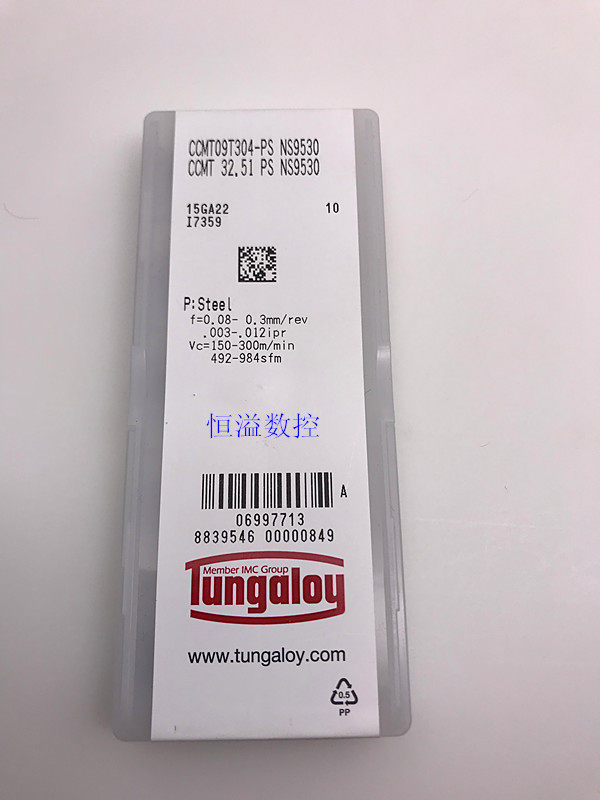 CCMT09T304-PS NS9530
CCMT 32.51 PS NS9530
15GA22 10
I7359
P:Steel
f=0.08- 0.3mm/rev
.003-.012ipr
Vc=150-300m/min
492-984sfm
恒溢数控
A
06997713
8839546 00000849
Member IMC Group
Tungaloy
www.tungaloy.com
0.5
PP